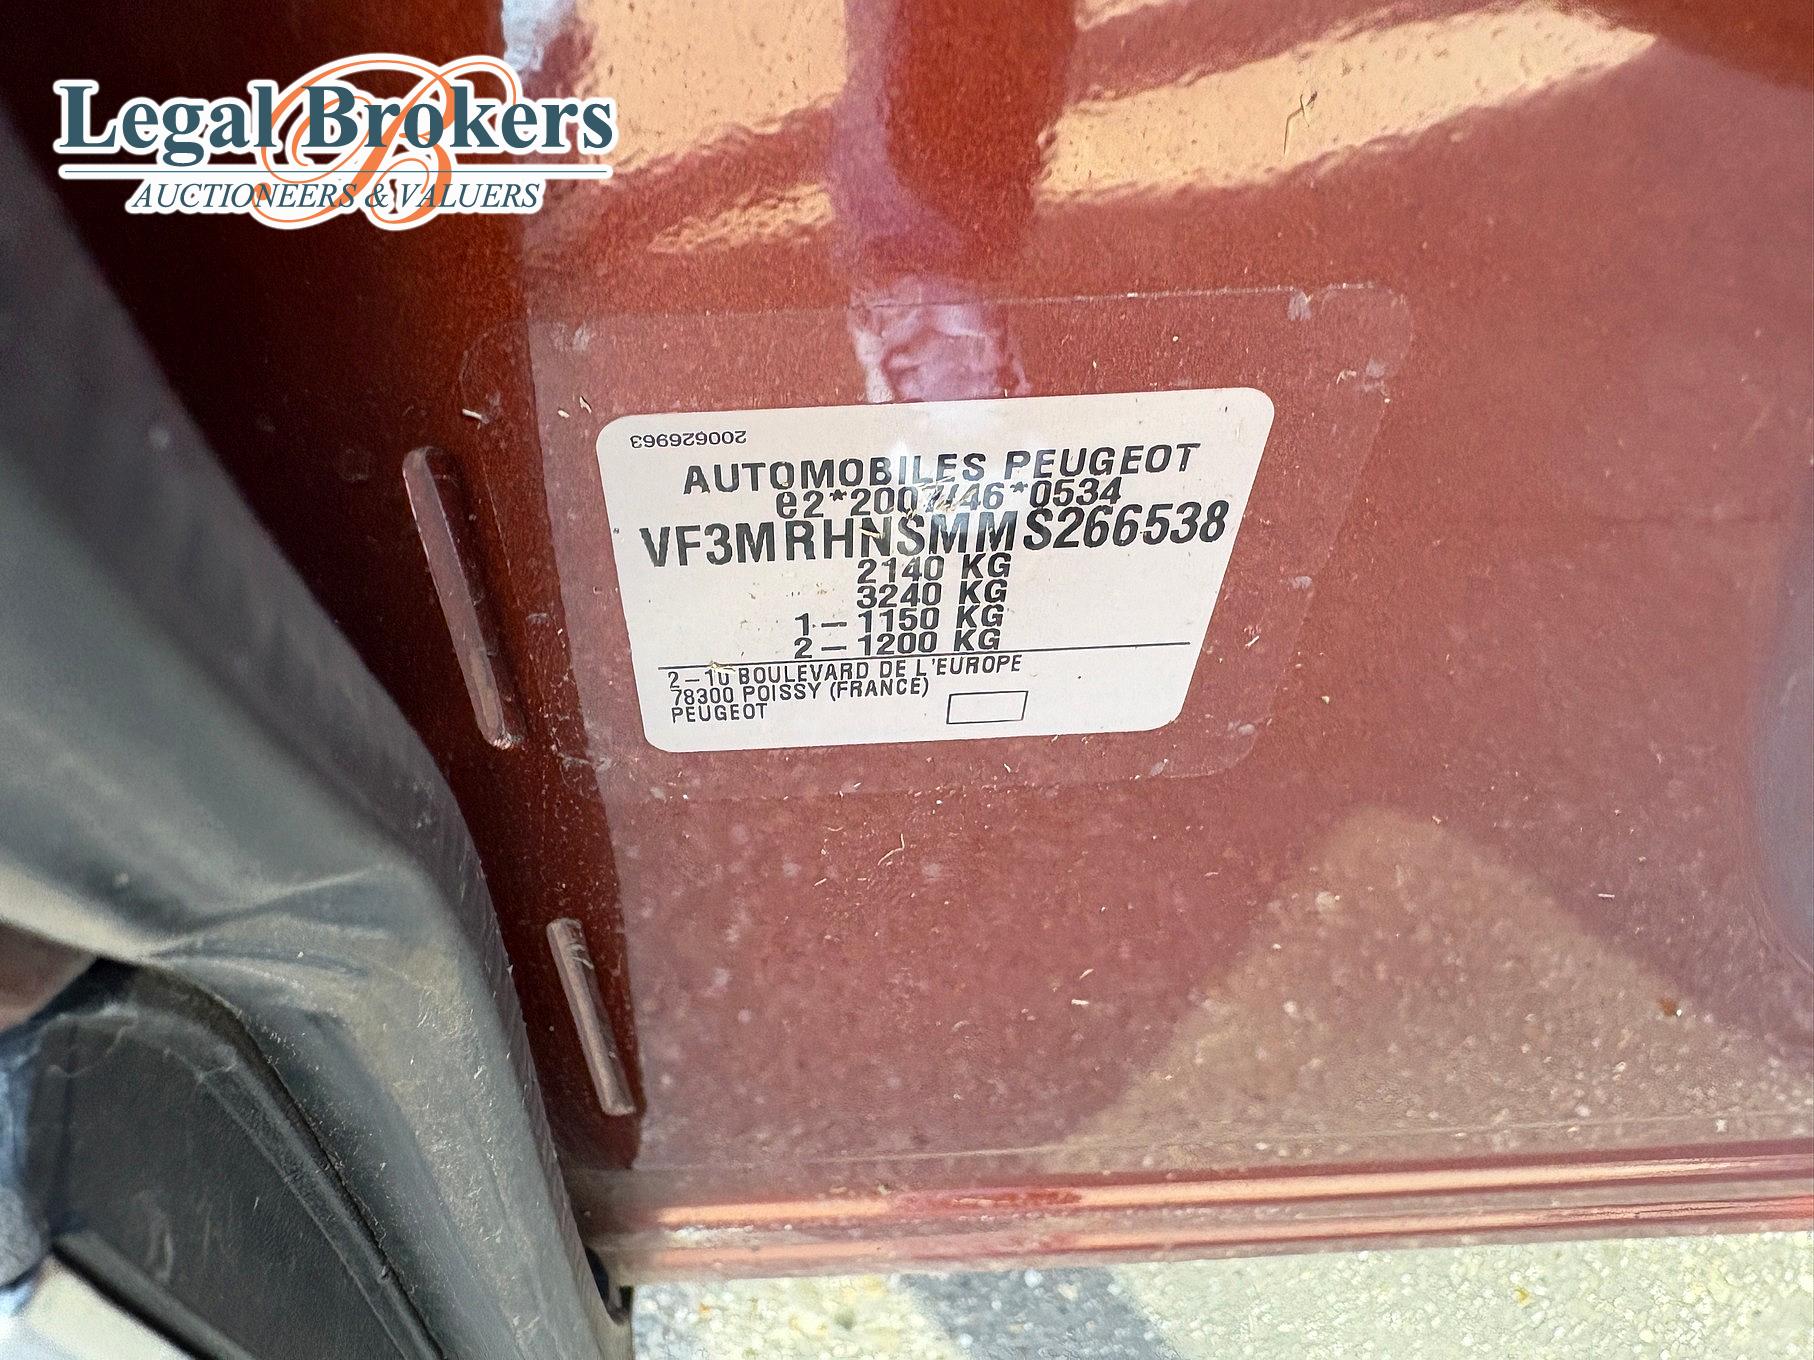 Legal Brokers
AUCTIONEERS & VALUERS
200626963
AUTOMOBILES PEUGEOT
e2*2007/46*0534
VF3MRHNSMMS266538
2140 KG
3240 KG
1 – 1150 KG
2 – 1200 KG
2–10 BOULEVARD DE L'EUROPE
78300 POISSY (FRANCE)
PEUGEOT